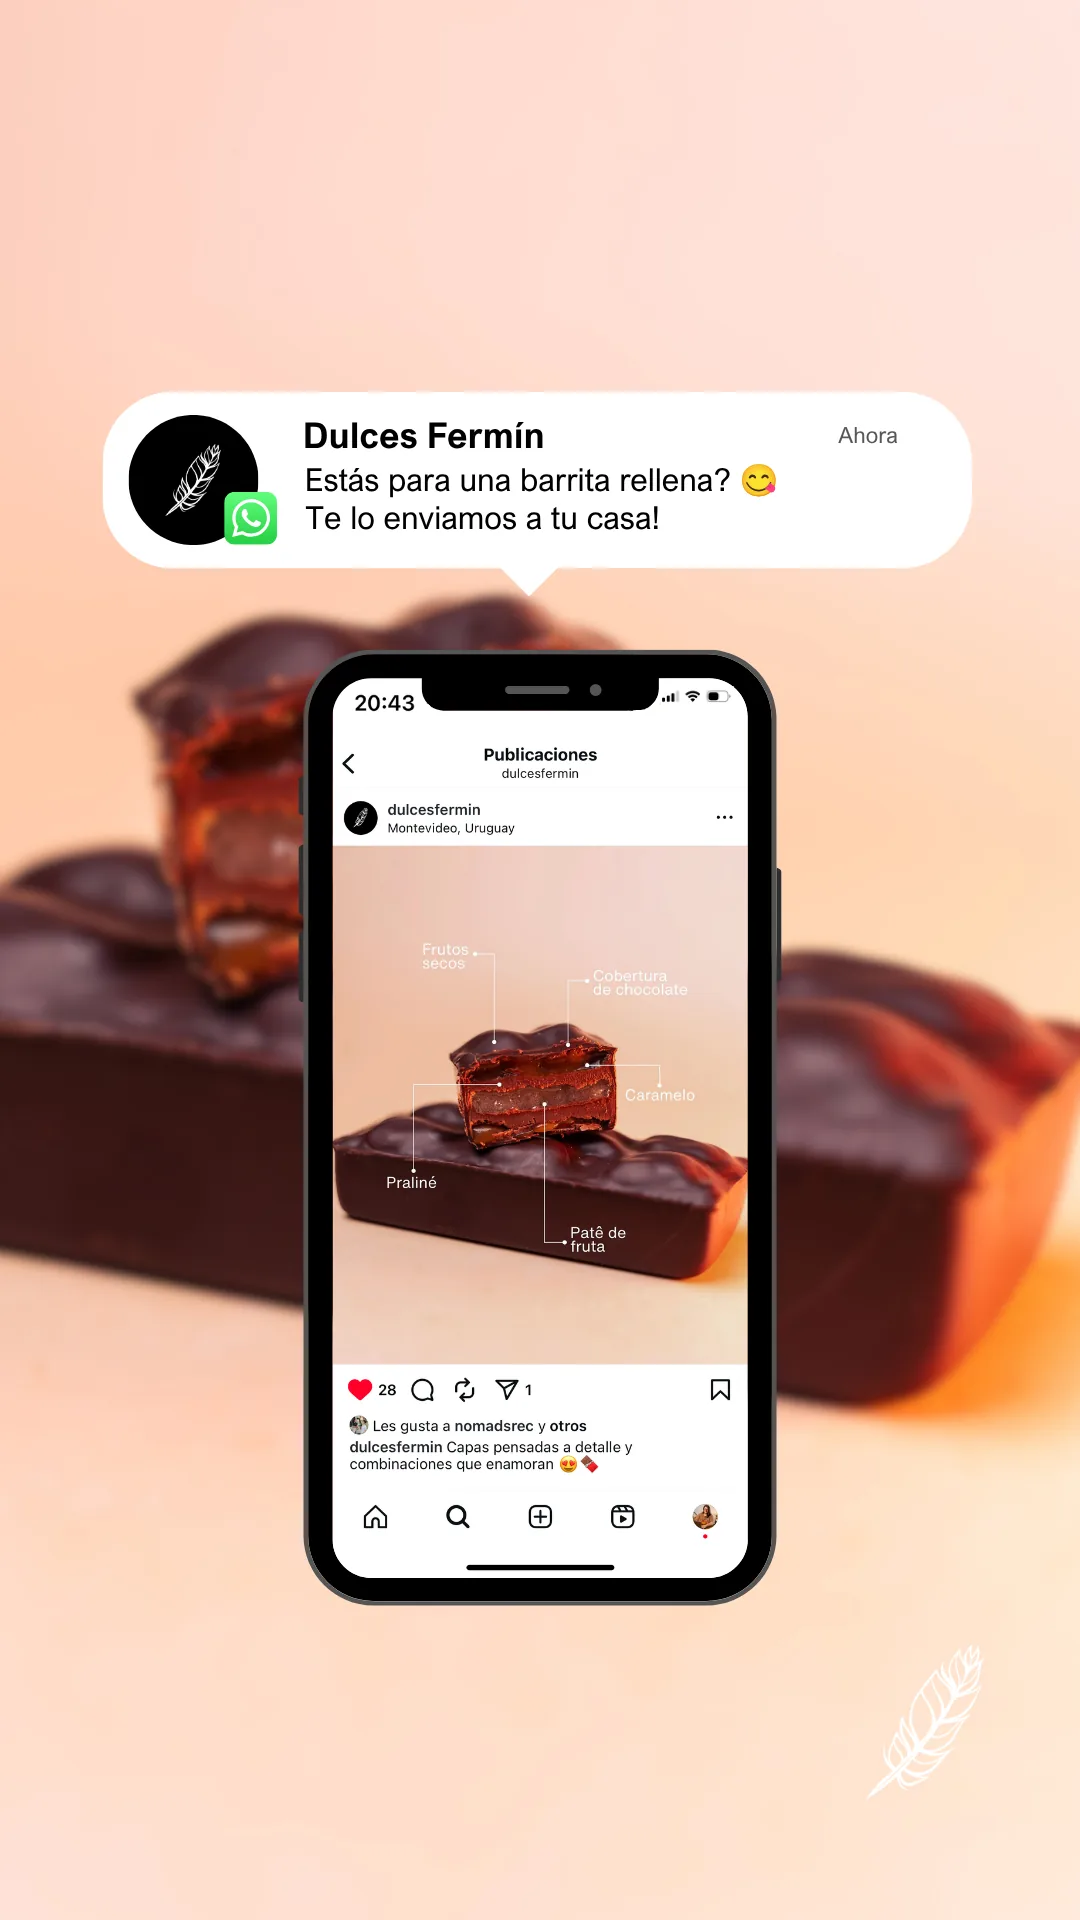 Dulces Fermín
Ahora
Estás para una barrita rellena? 😋
Te lo enviamos a tu casa!
20:43
Publicaciones
dulcesfermin
dulcesfermin
Montevideo, Uruguay
Frutos
secos
Cobertura
de chocolate
Caramelo
Praliné
Patê de
fruta
28
1
Les gusta a nomadsrec y otros
dulcesfermin Capas pensadas a detalle y
combinaciones que enamoran 😍🍫